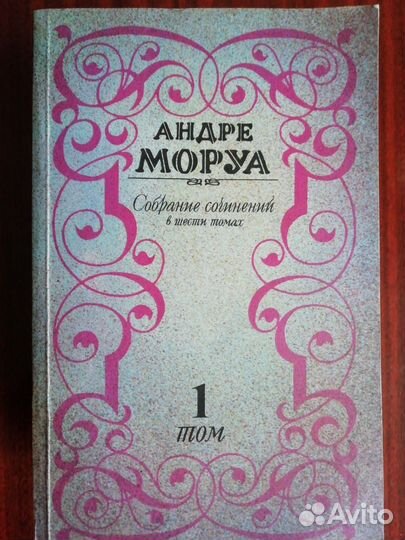 АНДРЕ
МОРУА
Собрание сочинений
в шести томах
1
том
Avito